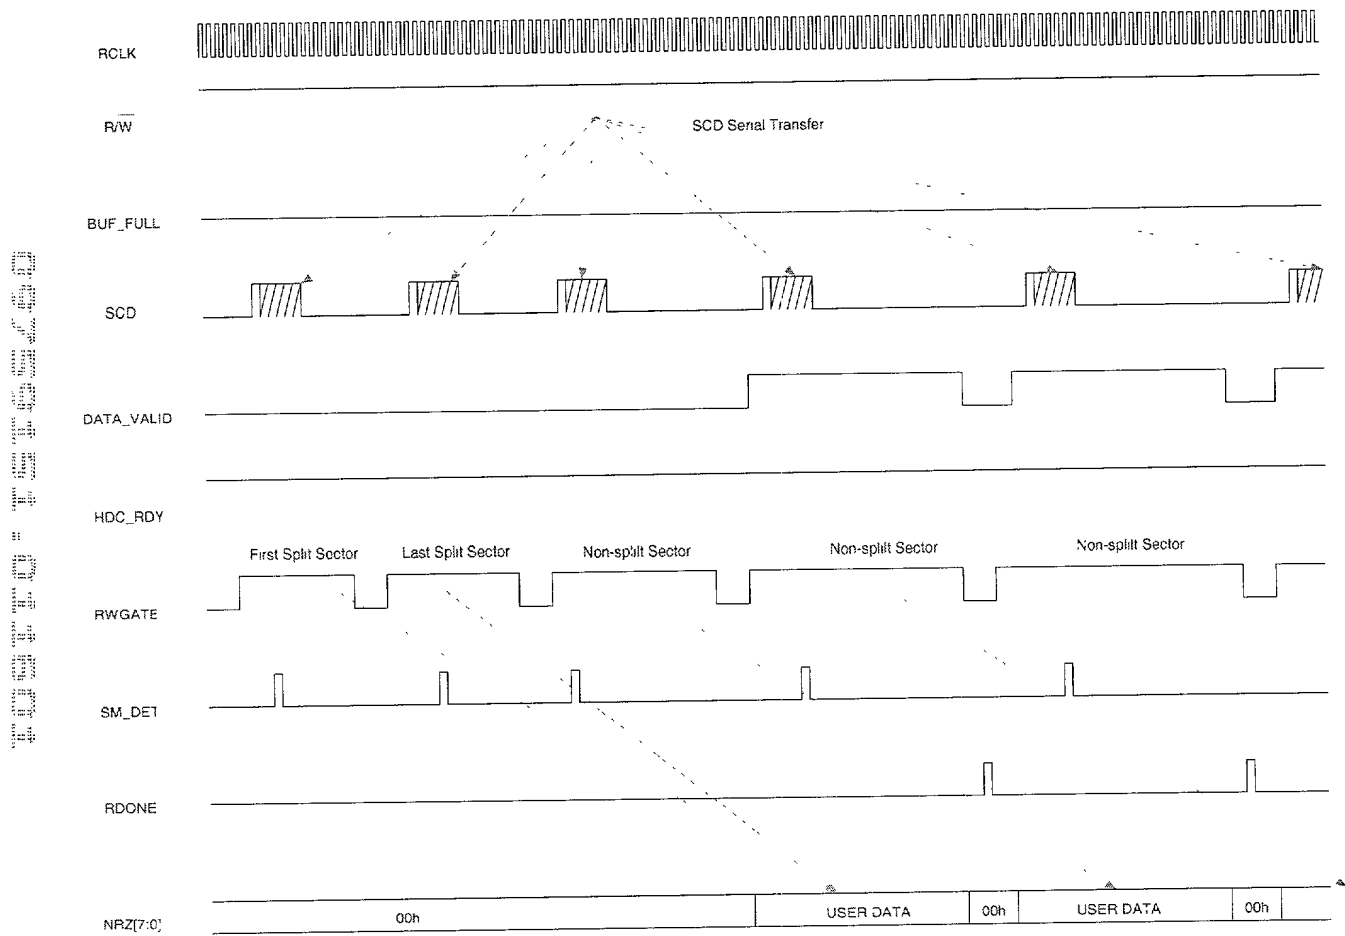 RCLK
R/W
SCD Serial Transfer
BUF_FULL
SCD
DATA_VALID
HDC_RDY
First Split Sector
Last Split Sector
Non-split Sector
Non-split Sector
Non-split Sector
RWGATE
SM_DET
RDONE
00h
USER DATA
00h
USER DATA
00h
NRZ[7:0]